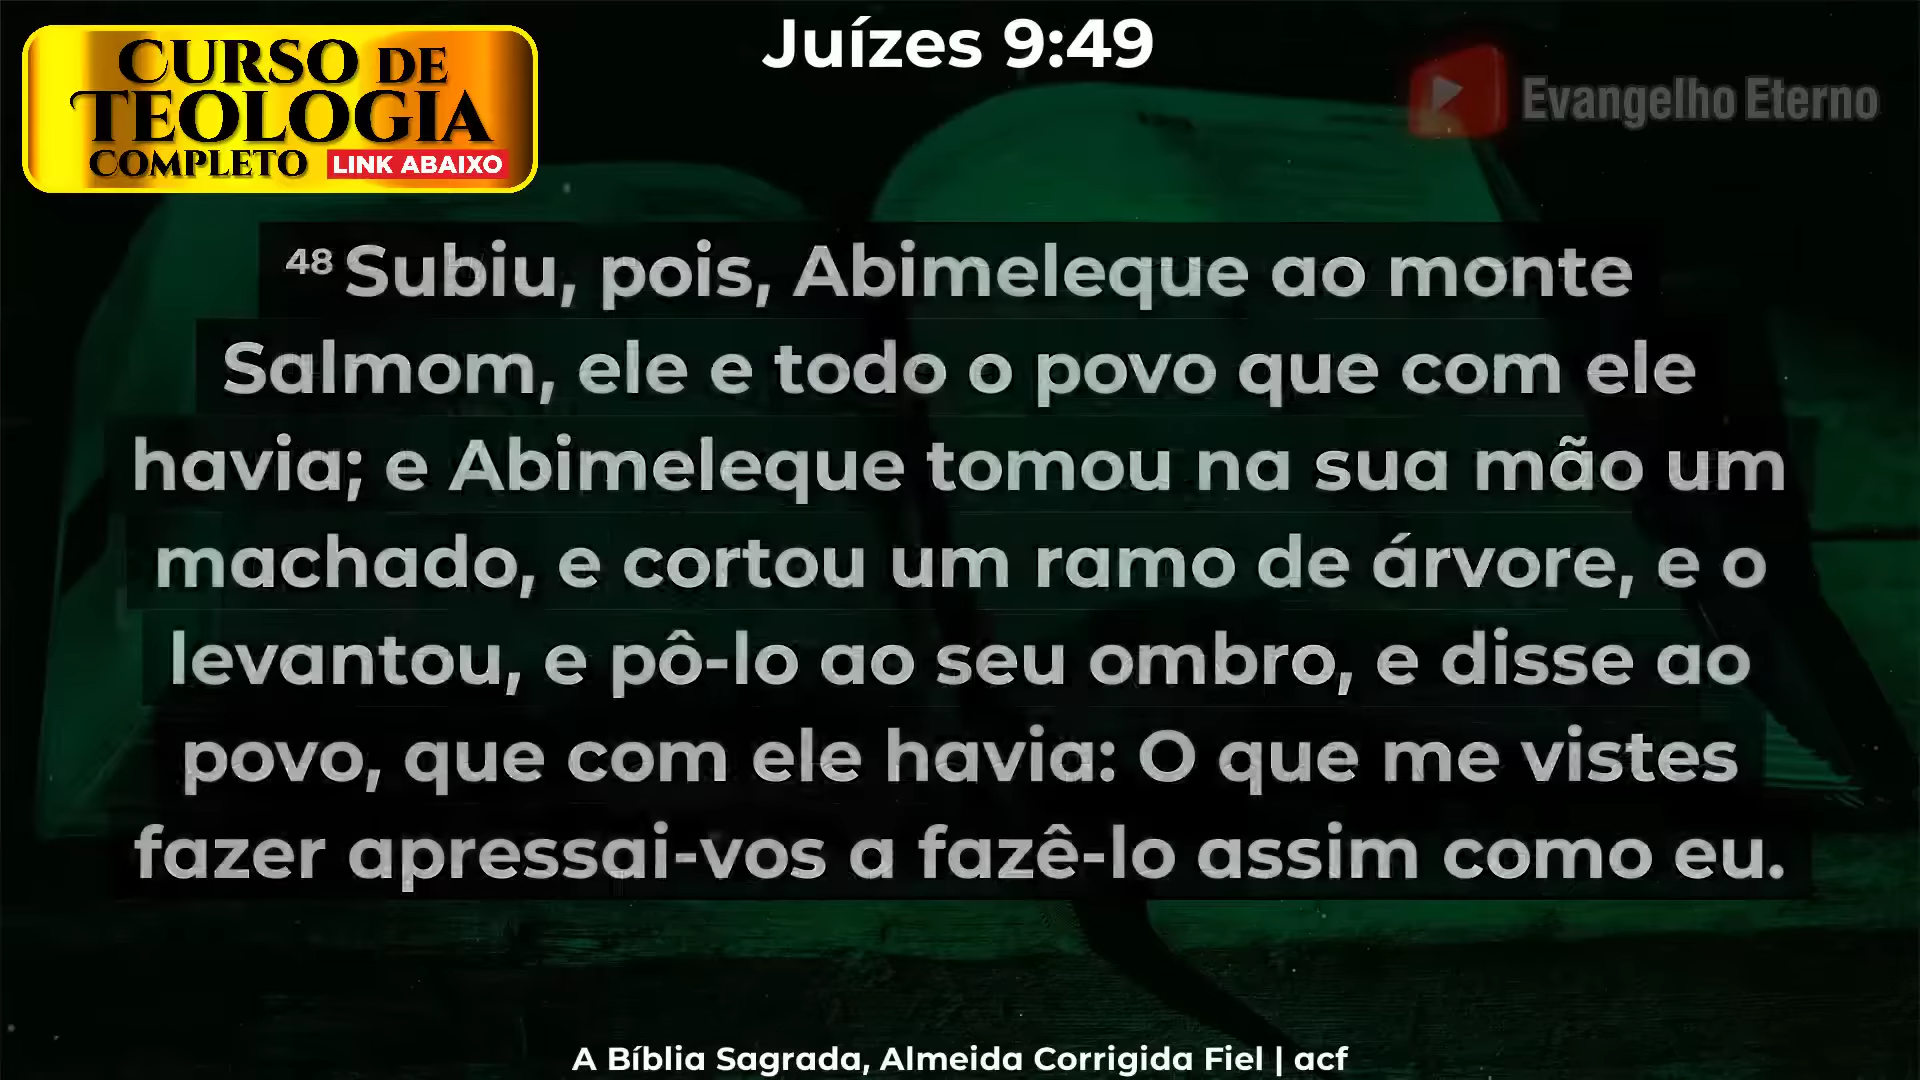 Juízes 9:49
CURSO DE
TEOLOGIA
COMPLETO LINK ABAIXO
Evangelho Eterno
48 Subiu, pois, Abimeleque ao monte
Salmom, ele e todo o povo que com ele
havia; e Abimeleque tomou na sua mão um
machado, e cortou um ramo de árvore, e o
levantou, e pô-lo ao seu ombro, e disse ao
povo, que com ele havia: O que me vistes
fazer apressai-vos a fazê-lo assim como eu.
A Bíblia Sagrada, Almeida Corrigida Fiel | acf